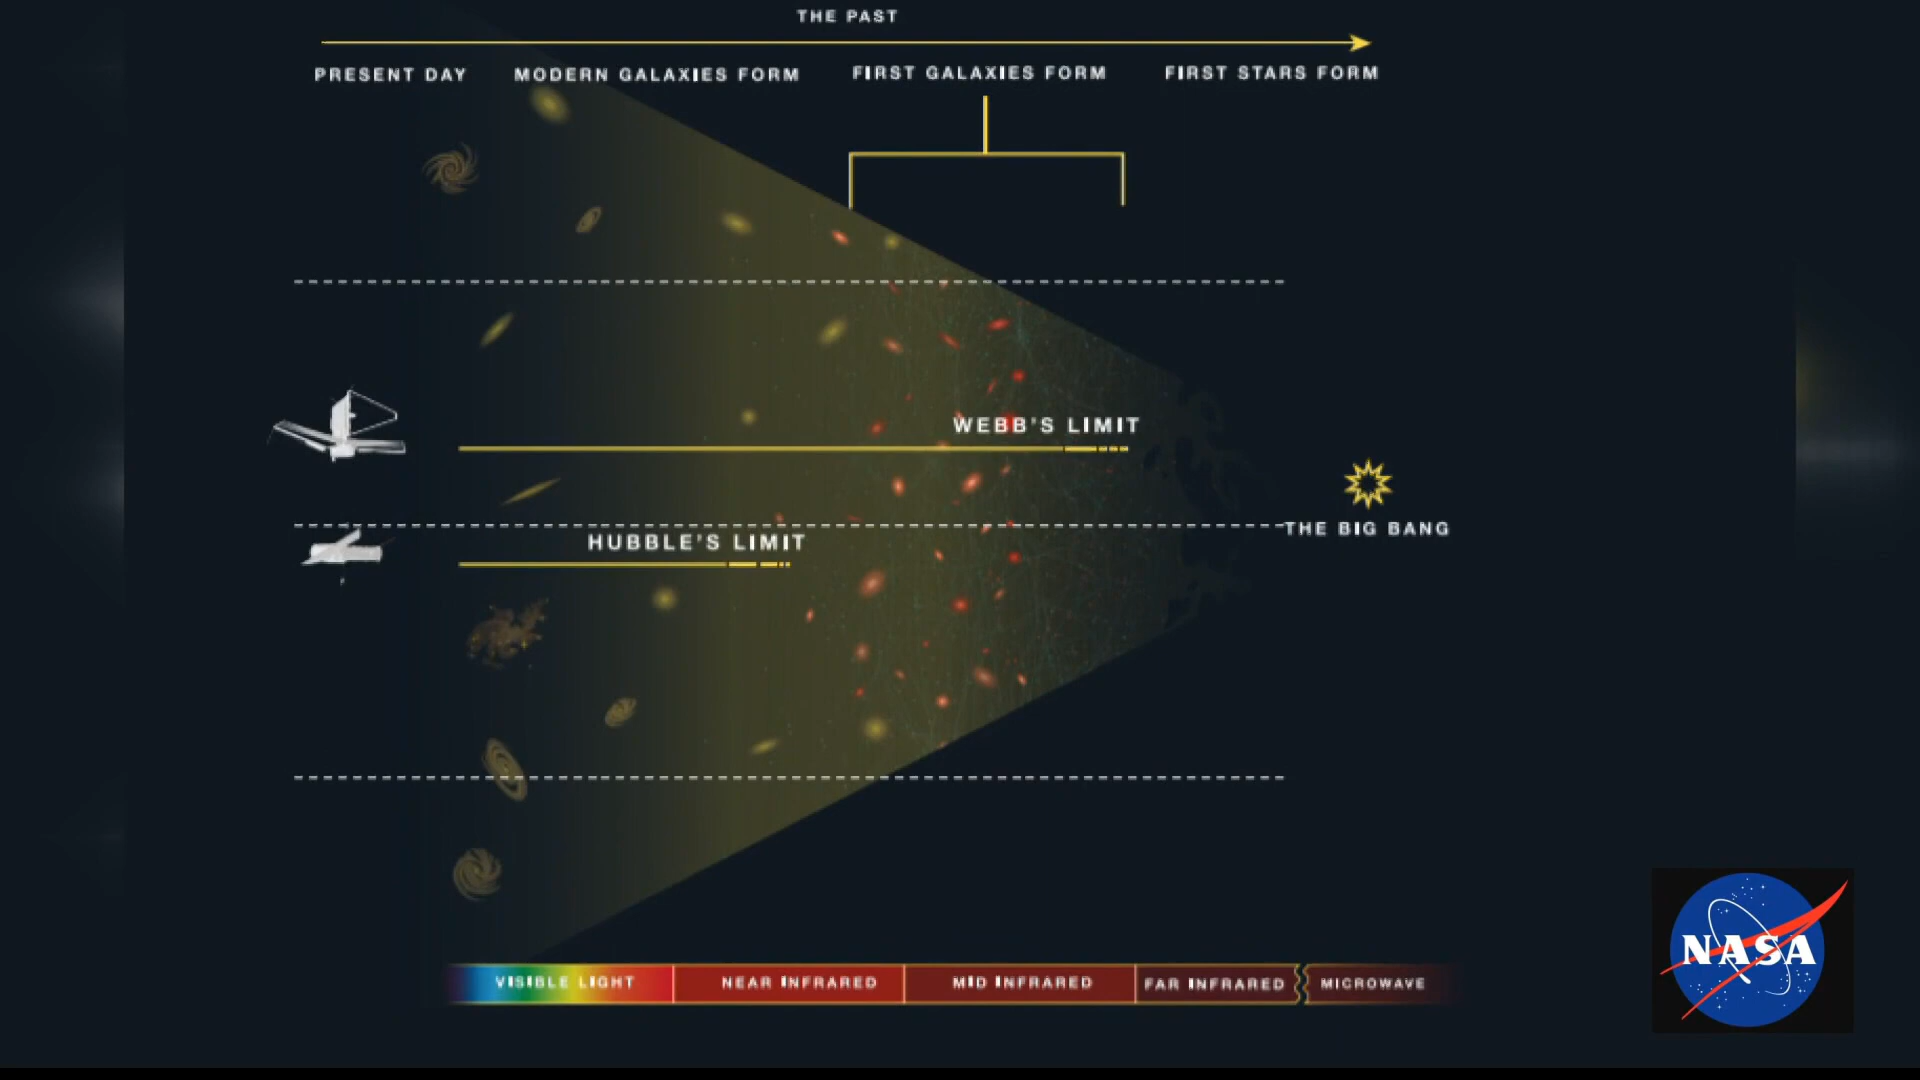 THE PAST
PRESENT DAY
MODERN GALAXIES FORM
FIRST GALAXIES FORM
FIRST STARS FORM
WEBB'S LIMIT
HUBBLE'S LIMIT
THE BIG BANG
VISIBLE LIGHT
NEAR INFRARED
MID INFRARED
FAR INFRARED
MICROWAVE
NASA